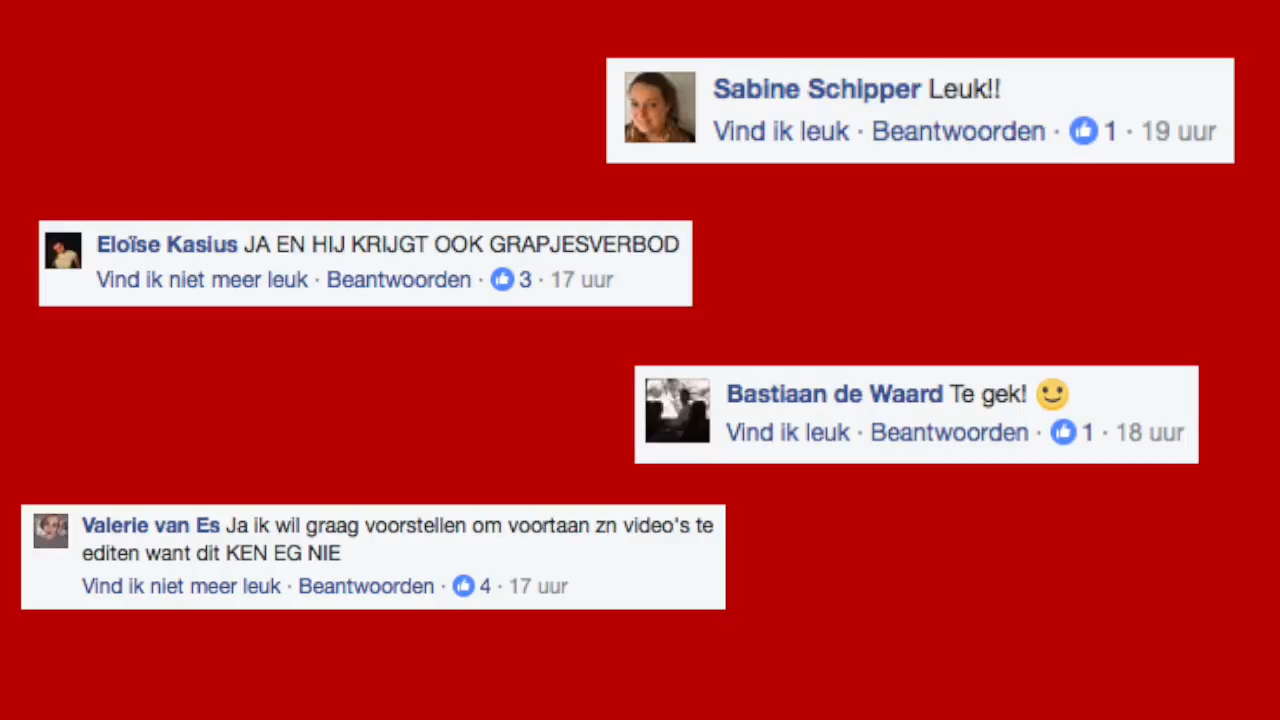 Sabine Schipper Leuk!!
Vind ik leuk · Beantwoorden · 1 · 19 uur
Eloïse Kasius JA EN HIJ KRIJGT OOK GRAPJESVERBOD
Vind ik niet meer leuk · Beantwoorden · 3 · 17 uur
Bastiaan de Waard Te gek! 🙂
Vind ik leuk · Beantwoorden · 1 · 18 uur
Valerie van Es Ja ik wil graag voorstellen om voortaan zn video's te
editen want dit KEN EG NIE
Vind ik niet meer leuk · Beantwoorden · 4 · 17 uur